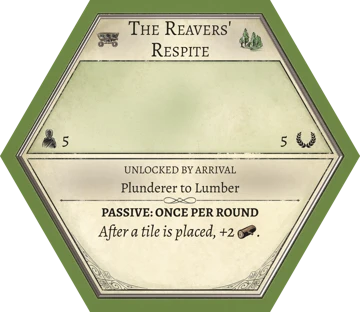 The Reavers'
Respite
5 5
UNLOCKED BY ARRIVAL
Plunderer to Lumber
PASSIVE: ONCE PER ROUND
After a tile is placed, +2 .